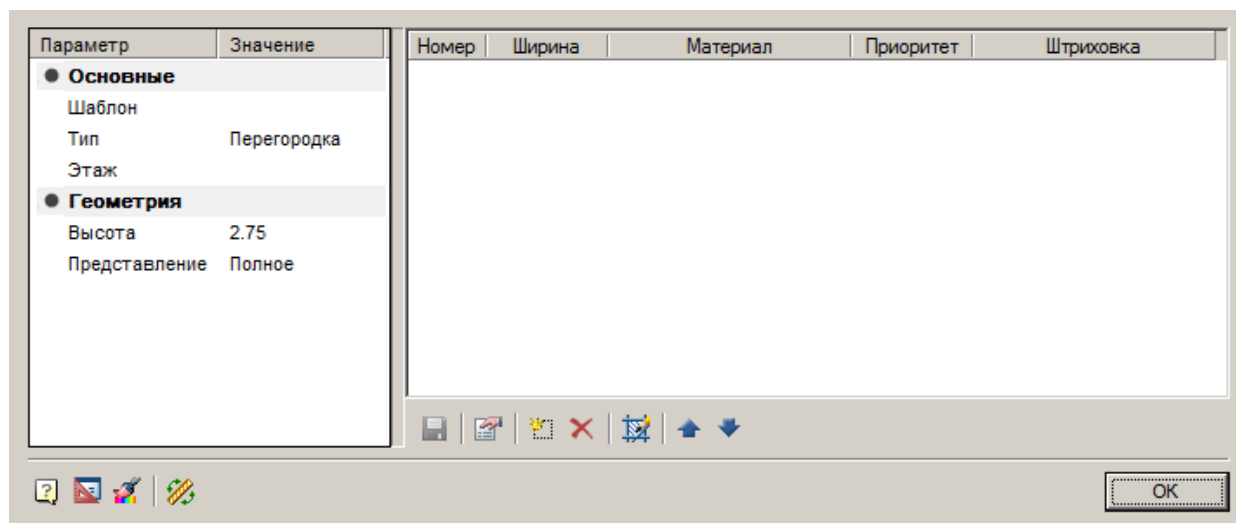 Параметр Значение
Основные
Шаблон
Тип Перегородка
Этаж
Геометрия
Высота 2.75
Представление Полное
Номер Ширина Материал Приоритет Штриховка
OK